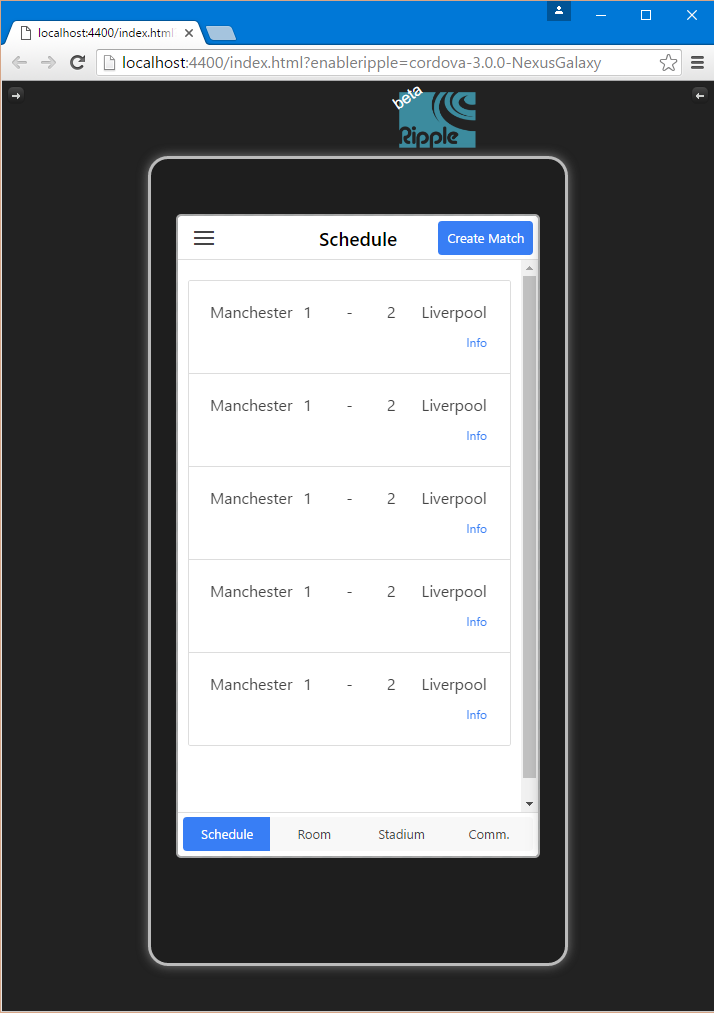 localhost:4400/index.html
localhost:4400/index.html?enableripple=cordova-3.0.0-NexusGalaxy
beta
Ripple
Schedule
Create Match
Manchester 1 - 2 Liverpool
Info
Manchester 1 - 2 Liverpool
Info
Manchester 1 - 2 Liverpool
Info
Manchester 1 - 2 Liverpool
Info
Manchester 1 - 2 Liverpool
Info
Schedule Room Stadium Comm.